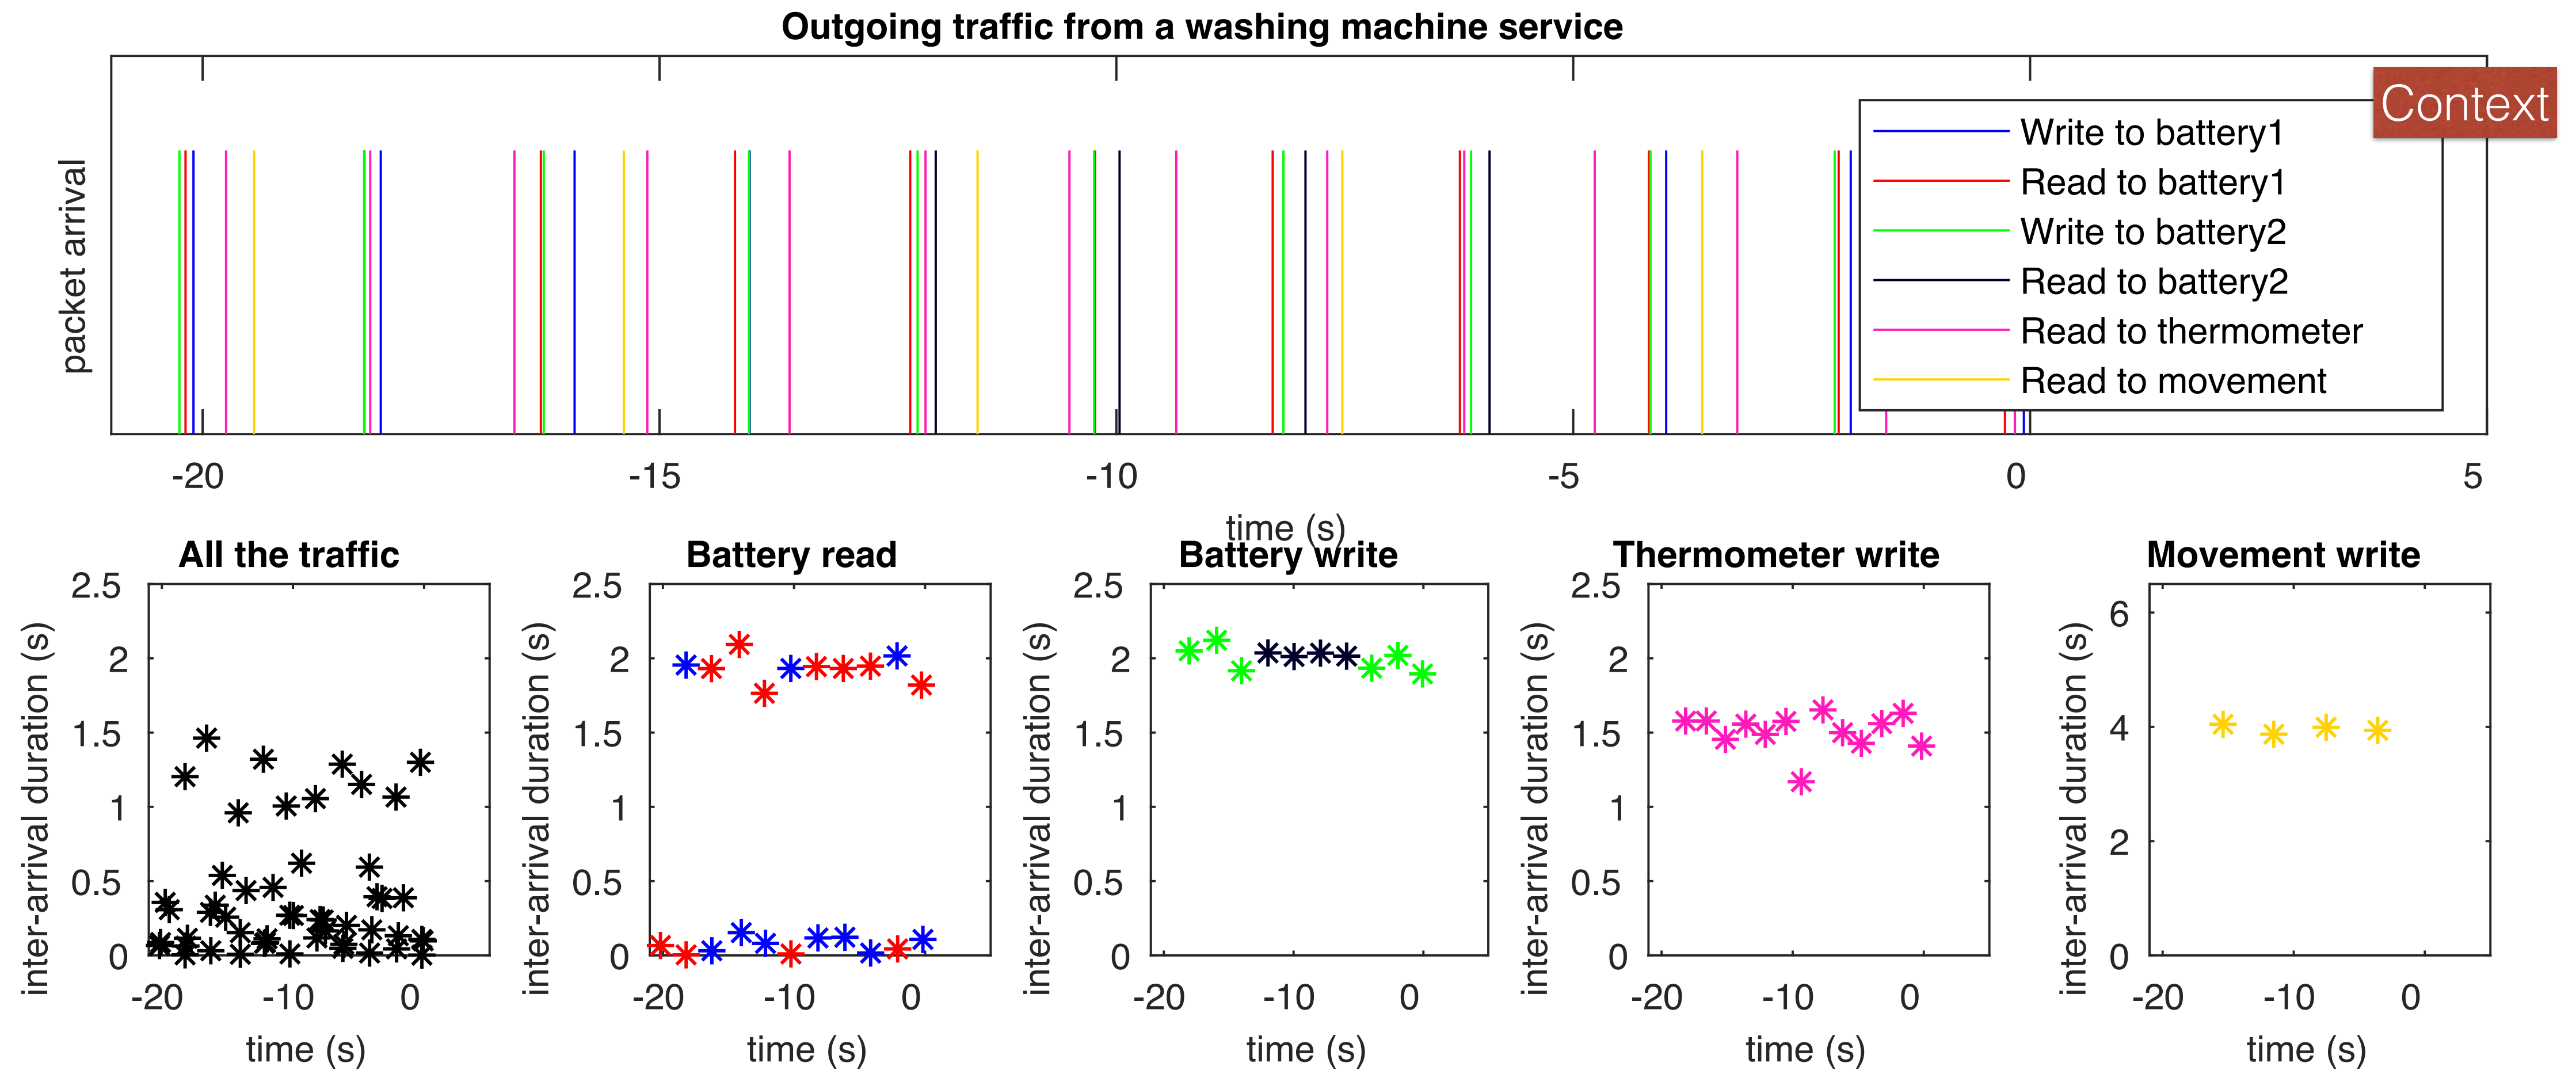 Outgoing traffic from a washing machine service
Context
Write to battery1
Read to battery1
Write to battery2
Read to battery2
Read to thermometer
Read to movement
packet arrival
-20 -15 -10 -5 0 5
time (s)
All the traffic
inter-arrival duration (s)
2.5
2
1.5
1
0.5
0
-20 -10 0
time (s)
Battery read
inter-arrival duration (s)
2.5
2
1.5
1
0.5
0
-20 -10 0
time (s)
Battery write
inter-arrival duration (s)
2.5
2
1.5
1
0.5
0
-20 -10 0
time (s)
Thermometer write
inter-arrival duration (s)
2.5
2
1.5
1
0.5
0
-20 -10 0
time (s)
Movement write
inter-arrival duration (s)
6
4
2
0
-20 -10 0
time (s)